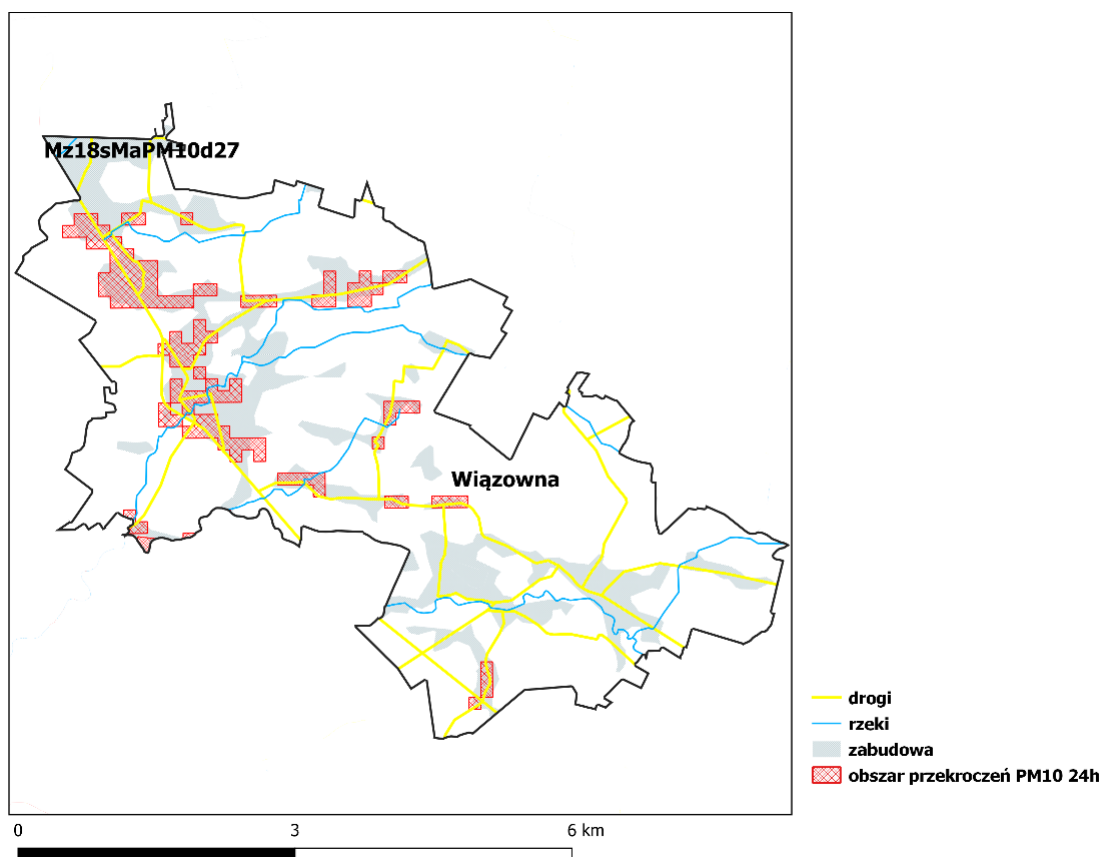 Mz18sMaPM10d27
Wiązowna
drogi
rzeki
zabudowa
obszar przekroczeń PM10 24h
0 3 6 km